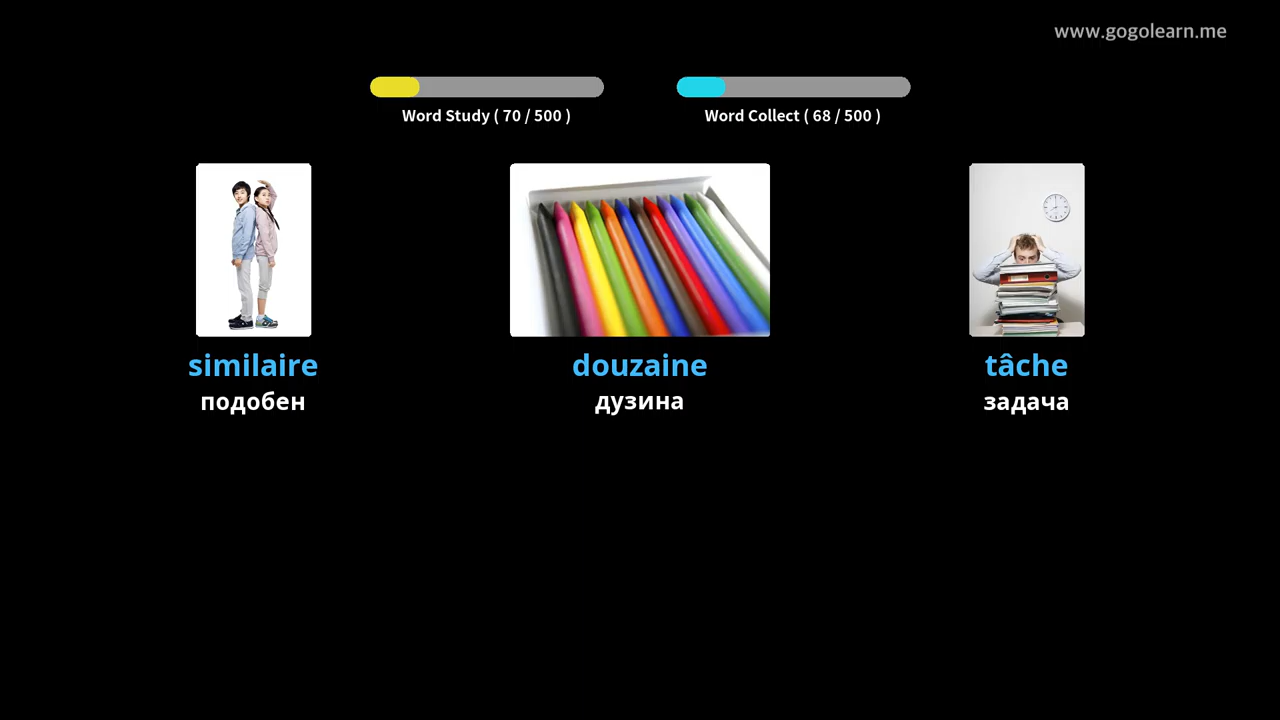 www.gogolearn.me
Word Study ( 70 / 500 )
Word Collect ( 68 / 500 )
similaire
подобен
douzaine
дузина
tâche
задача